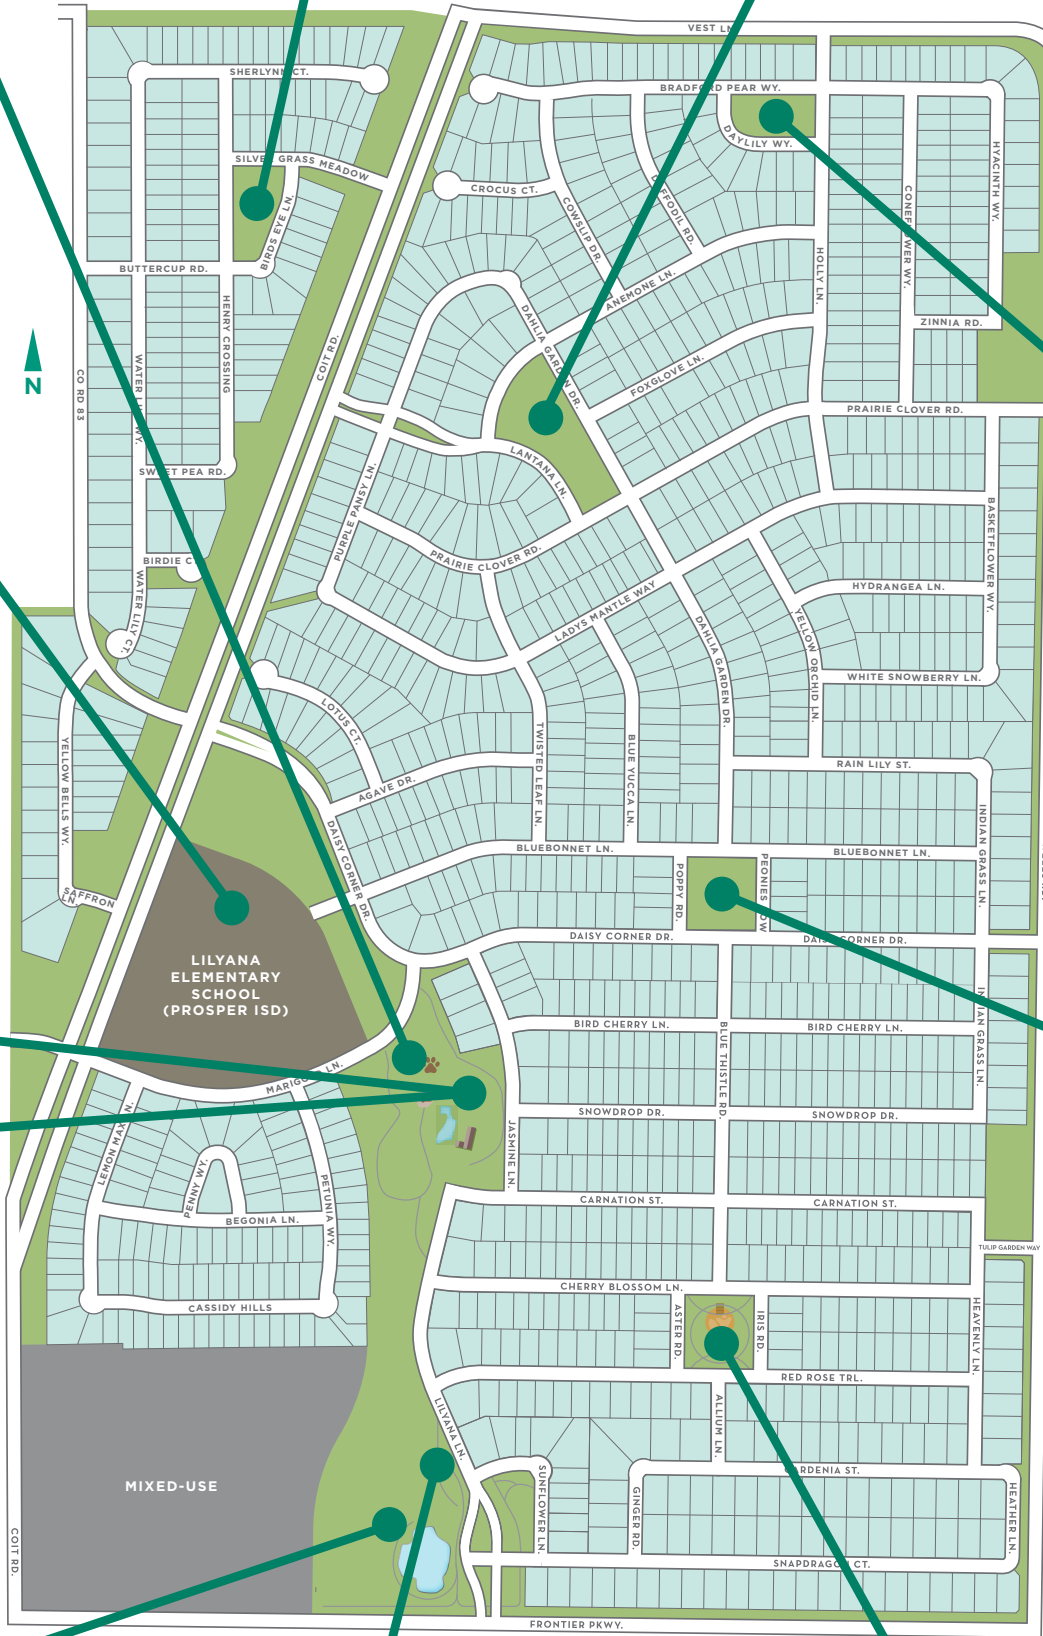 VEST LN.
SHERLYNN CT.
BRADFORD PEAR WY.
DAYLILY WY.
SILVER GRASS MEADOW
CROCUS CT.
COWSLIP DR.
DAFFODIL RD.
HYACINTH WY.
CONEFLOWER WY.
BIRDS EYE LN.
BUTTERCUP RD.
HOLLY LN.
ANEMONE LN.
HENRY CROSSING
DAHLIA GARDEN DR.
ZINNIA RD.
COIT RD.
N
CO RD 83
WATER LILY WY.
FOXGLOVE LN.
PRAIRIE CLOVER RD.
SWEET PEA RD.
LANTANA LN.
PURPLE PANSY LN.
BASKETFLOWER WY.
BIRDIE CT.
PRAIRIE CLOVER RD.
HYDRANGEA LN.
WATER LILY CT.
LADYS MANTLE WAY
YELLOW ORCHID LN.
DAHLIA GARDEN DR.
WHITE SNOWBERRY LN.
LOTUS CT.
YELLOW BELLS WY.
TWISTED LEAF LN.
BLUE YUCCA LN.
RAIN LILY ST.
AGAVE DR.
INDIAN GRASS LN.
DAISY CORNER DR.
BLUEBONNET LN.
BLUEBONNET LN.
POPPY RD.
PEONIES ROW
SAFFRON
LN.
DAISY CORNER DR.
DAISY CORNER DR.
LILYANA
ELEMENTARY
SCHOOL
(PROSPER ISD)
INDIAN GRASS LN.
BIRD CHERRY LN.
BIRD CHERRY LN.
BLUE THISTLE RD.
MARIGOLD LN.
SNOWDROP DR.
SNOWDROP DR.
LEMON MAX LN.
JASMINE LN.
PENNY WY.
PETUNIA WY.
CARNATION ST.
CARNATION ST.
BEGONIA LN.
TULIP GARDEN WAY
CHERRY BLOSSOM LN.
CASSIDY HILLS
ASTER RD.
IRIS RD.
HEAVENLY LN.
RED ROSE TRL.
LILYANA LN.
ALLIUM LN.
GARDENIA ST.
MIXED-USE
SUNFLOWER LN.
GINGER RD.
HEATHER LN.
COIT RD.
SNAPDRAGON CT.
FRONTIER PKWY.